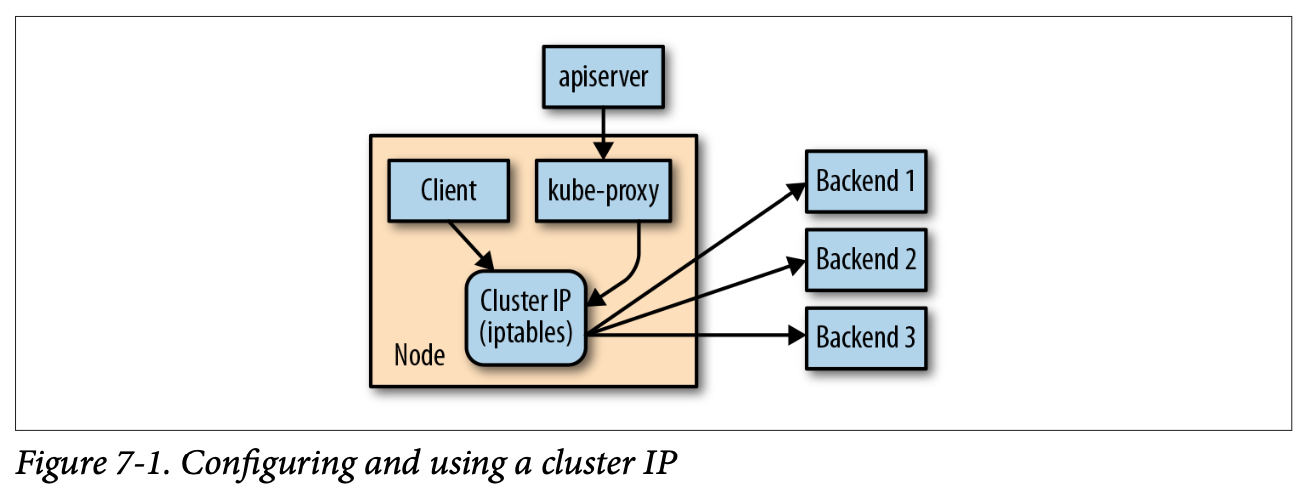 apiserver
Client
kube-proxy
Cluster IP
(iptables)
Node
Backend 1
Backend 2
Backend 3
Figure 7-1. Configuring and using a cluster IP